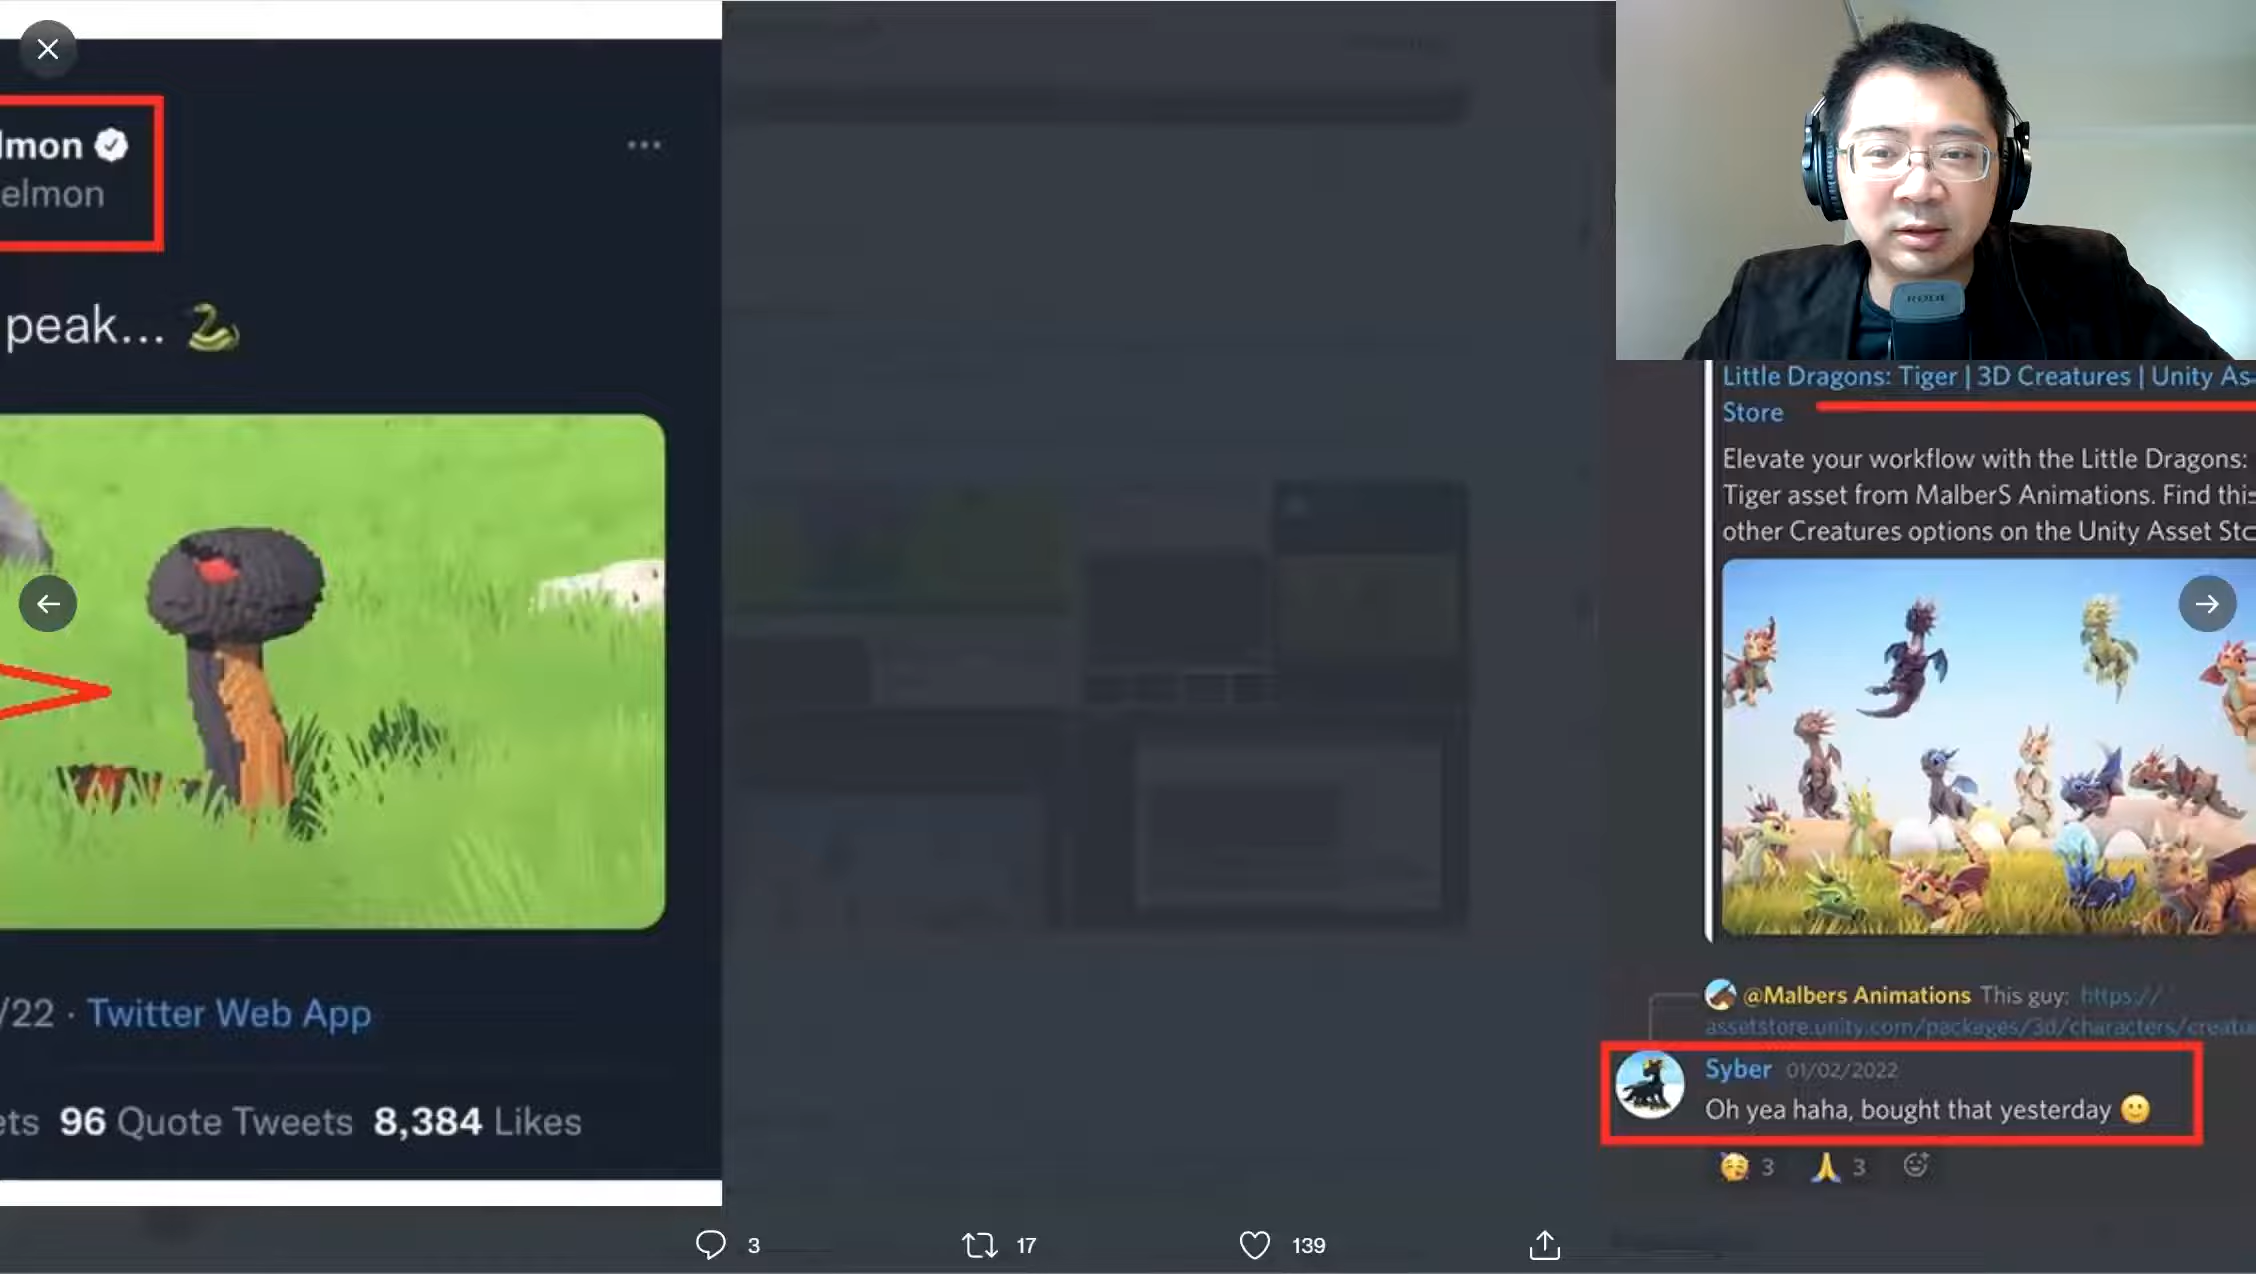 lmon
elmon
peak...
/22 · Twitter Web App
ets 96 Quote Tweets 8,384 Likes
RODE
Little Dragons: Tiger | 3D Creatures | Unity As
Store
Elevate your workflow with the Little Dragons:
Tiger asset from MalberS Animations. Find this
other Creatures options on the Unity Asset Sto
@Malbers Animations This guy: https://
assetstore.unity.com/packages/3d/characters/creatu
Syber 01/02/2022
Oh yea haha, bought that yesterday
3 3
3 17 139